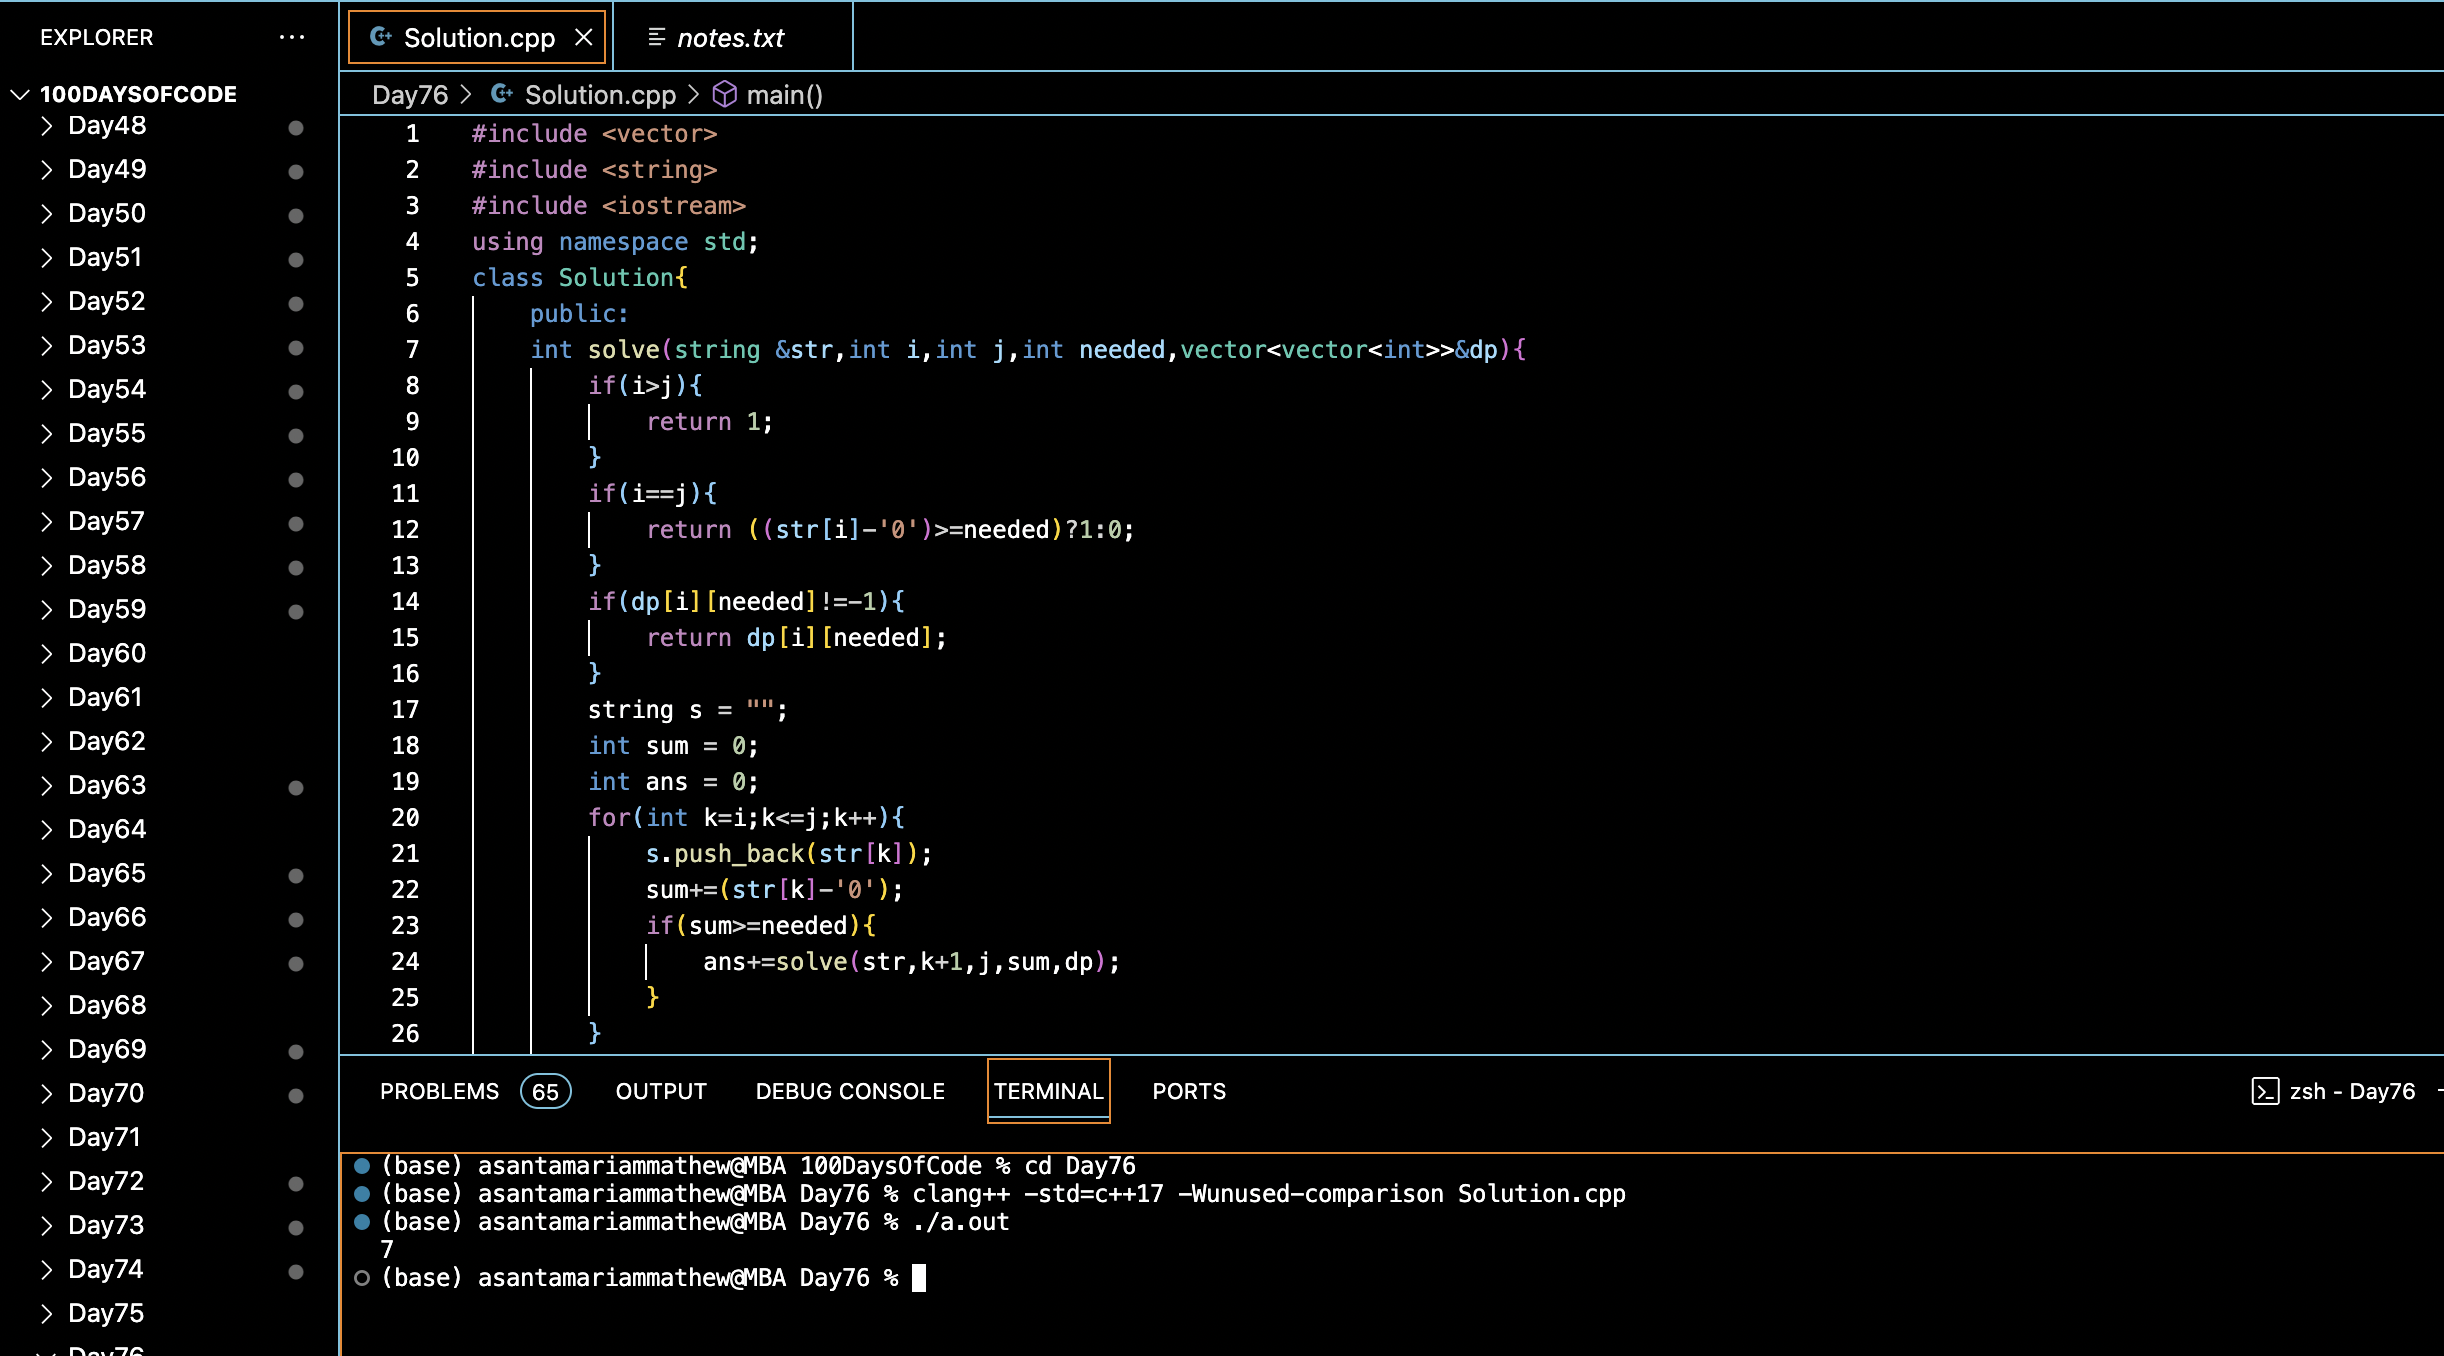 EXPLORER ...
100DAYSOFCODE
Day48
Day49
Day50
Day51
Day52
Day53
Day54
Day55
Day56
Day57
Day58
Day59
Day60
Day61
Day62
Day63
Day64
Day65
Day66
Day67
Day68
Day69
Day70
Day71
Day72
Day73
Day74
Day75
Day76
Solution.cpp notes.txt
Day76 > Solution.cpp > main()
1 #include <vector>
2 #include <string>
3 #include <iostream>
4 using namespace std;
5 class Solution{
6 public:
7 int solve(string &str,int i,int j,int needed,vector<vector<int>>&dp){
8 if(i>j){
9 return 1;
10 }
11 if(i==j){
12 return ((str[i]-'0')>=needed)?1:0;
13 }
14 if(dp[i][needed]!=-1){
15 return dp[i][needed];
16 }
17 string s = "";
18 int sum = 0;
19 int ans = 0;
20 for(int k=i;k<=j;k++){
21 s.push_back(str[k]);
22 sum+=(str[k]-'0');
23 if(sum>=needed){
24 ans+=solve(str,k+1,j,sum,dp);
25 }
26 }
PROBLEMS 65 OUTPUT DEBUG CONSOLE TERMINAL PORTS zsh - Day76
(base) asantamariammathew@MBA 100DaysOfCode % cd Day76
(base) asantamariammathew@MBA Day76 % clang++ -std=c++17 -Wunused-comparison Solution.cpp
(base) asantamariammathew@MBA Day76 % ./a.out
7
(base) asantamariammathew@MBA Day76 %